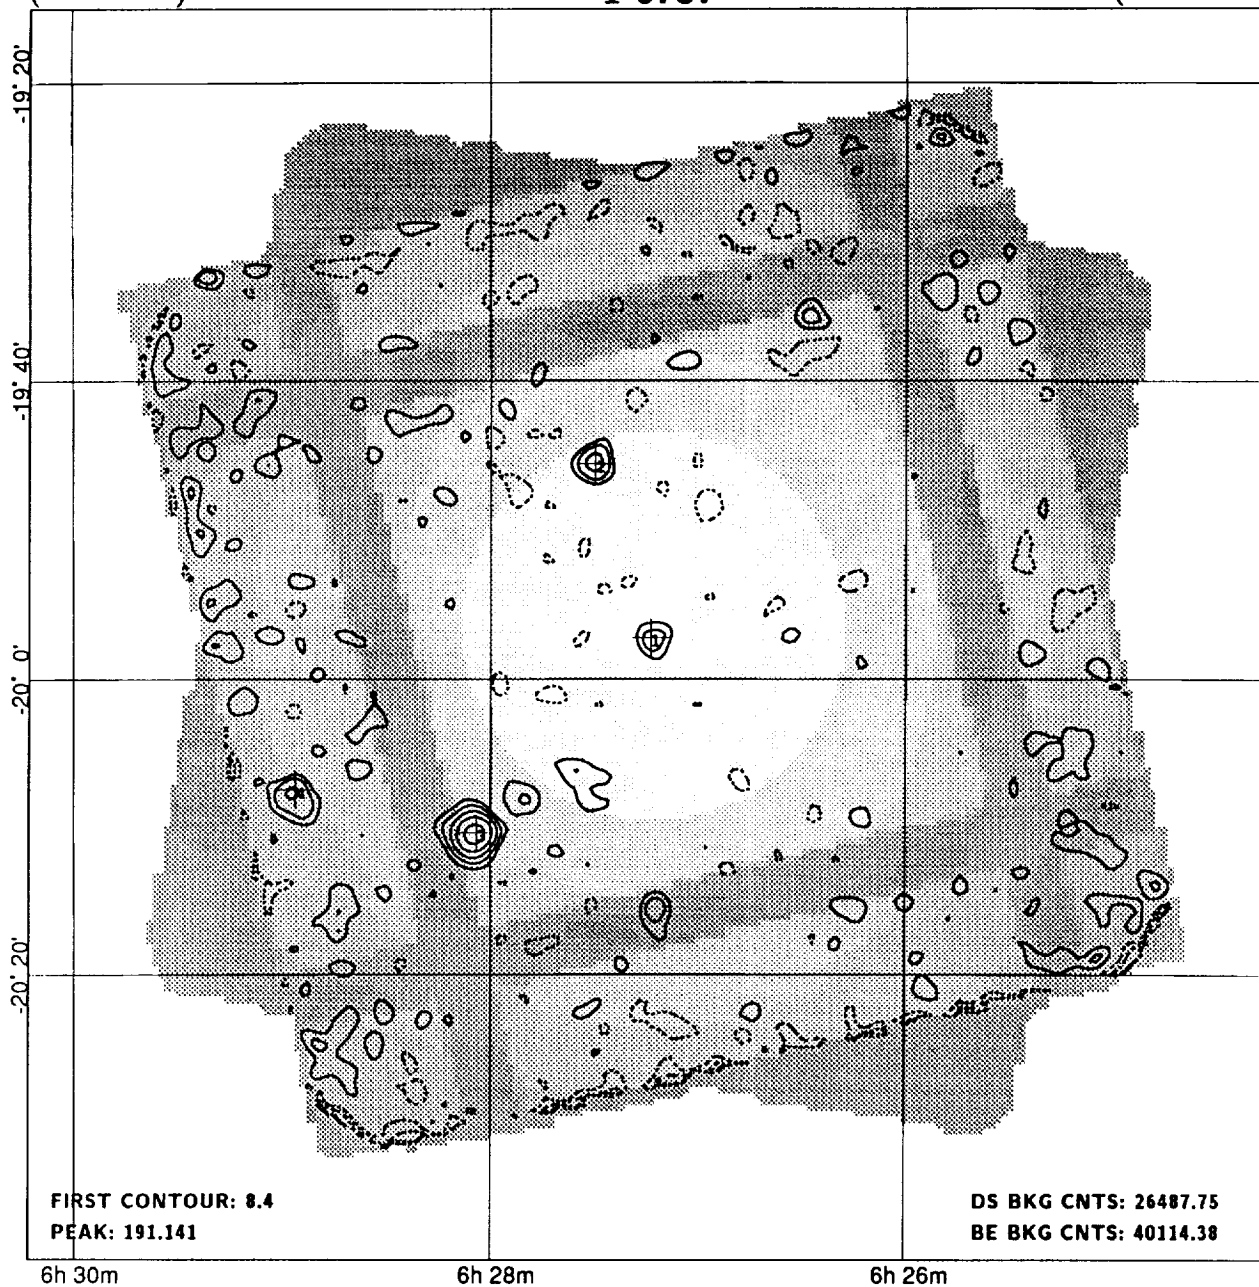 -19° 20'
-19° 40'
-20° 0'
-20° 20'
FIRST CONTOUR: 8.4
PEAK: 191.141
DS BKG CNTS: 26487.75
BE BKG CNTS: 40114.38
6h 30m
6h 28m
6h 26m